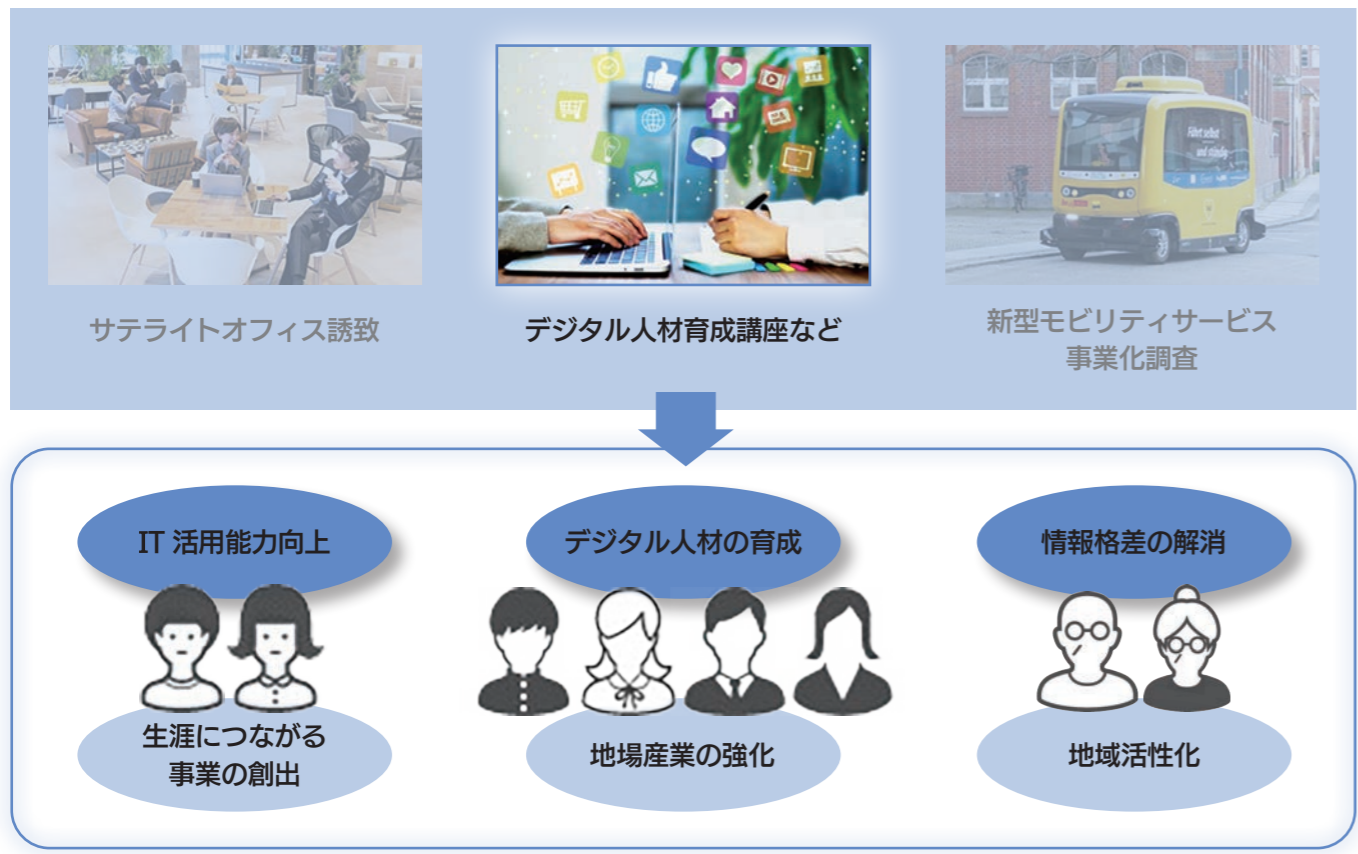 Fährt selbst
und ständig
サテライトオフィス誘致
デジタル人材育成講座など
新型モビリティサービス
事業化調査
IT 活用能力向上
デジタル人材の育成
情報格差の解消
生涯につながる
事業の創出
地場産業の強化
地域活性化